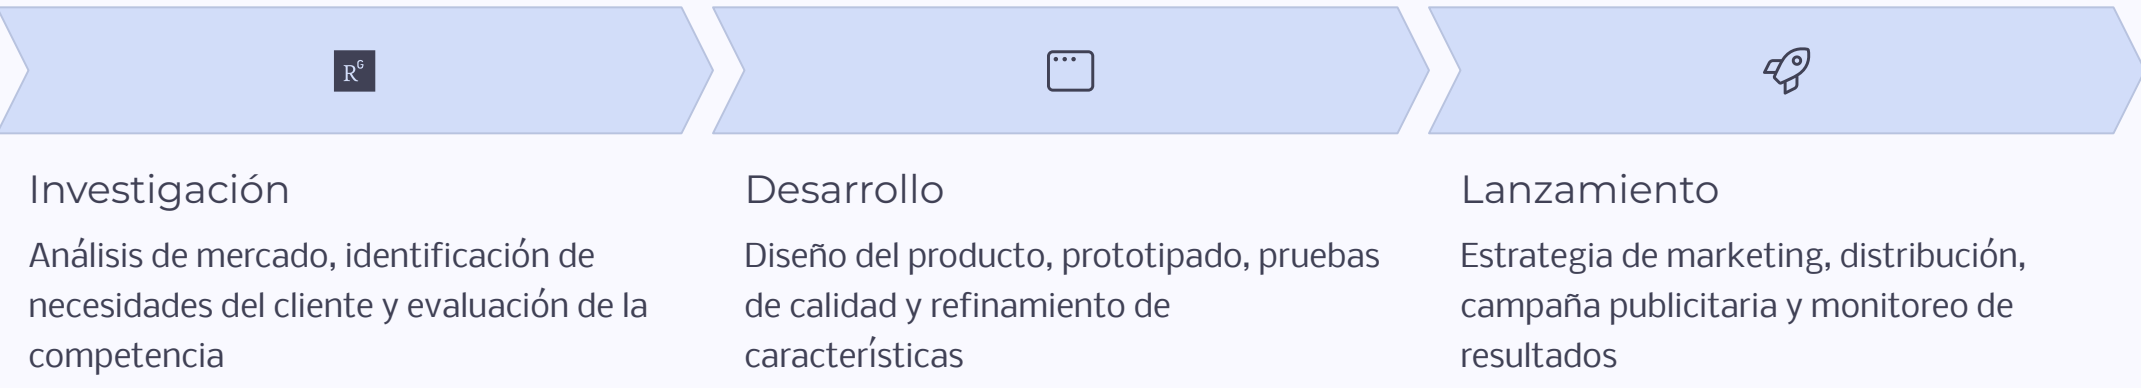 RG
Investigación
Análisis de mercado, identificación de
necesidades del cliente y evaluación de la
competencia
Desarrollo
Diseño del producto, prototipado, pruebas
de calidad y refinamiento de
características
Lanzamiento
Estrategia de marketing, distribución,
campaña publicitaria y monitoreo de
resultados